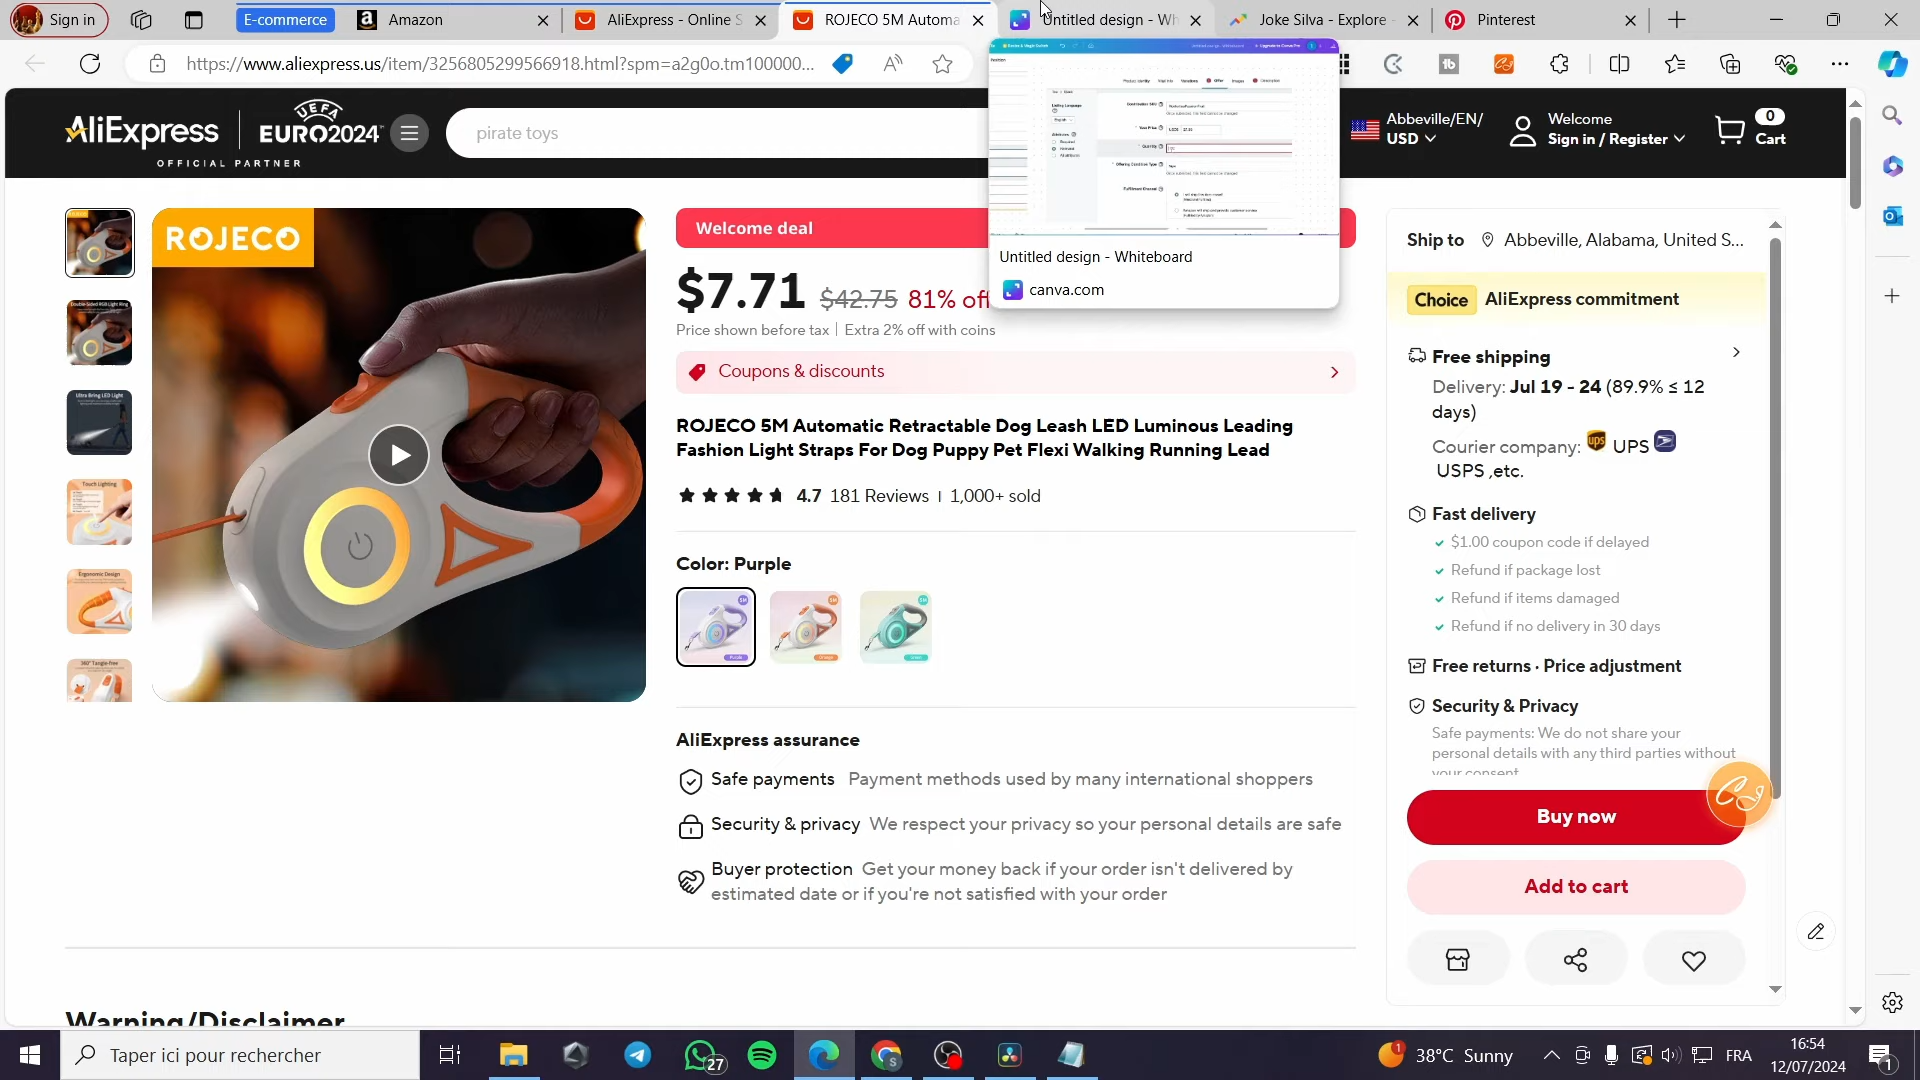 Sign in
E-commerce
Amazon
AliExpress - Online S
ROJECO 5M Automa
Untitled design - Wh
Joke Silva - Explore -
Pinterest
https://www.aliexpress.us/item/3256805299566918.html?spm=a2g0o.tm100000...
AliExpress
OFFICIAL PARTNER
UEFA
EURO2024
pirate toys
Abbeville/EN/
USD
Welcome
Sign in / Register
0
Cart
Untitled design - Whiteboard
canva.com
ROJECO
Welcome deal
$7.71 $42.75 81% off
Price shown before tax | Extra 2% off with coins
Coupons & discounts
ROJECO 5M Automatic Retractable Dog Leash LED Luminous Leading
Fashion Light Straps For Dog Puppy Pet Flexi Walking Running Lead
4.7 181 Reviews | 1,000+ sold
Color: Purple
AliExpress assurance
Safe payments Payment methods used by many international shoppers
Security & privacy We respect your privacy so your personal details are safe
Buyer protection Get your money back if your order isn't delivered by
estimated date or if you're not satisfied with your order
Warning/Disclaimer
Ship to Abbeville, Alabama, United S...
Choice AliExpress commitment
Free shipping
Delivery: Jul 19 - 24 (89.9% ≤ 12
days)
Courier company: UPS
USPS ,etc.
Fast delivery
$1.00 coupon code if delayed
Refund if package lost
Refund if items damaged
Refund if no delivery in 30 days
Free returns · Price adjustment
Security & Privacy
Safe payments: We do not share your
personal details with any third parties without
your consent
Buy now
Add to cart
Taper ici pour rechercher
27
1
38°C Sunny
FRA
16:54
12/07/2024
1